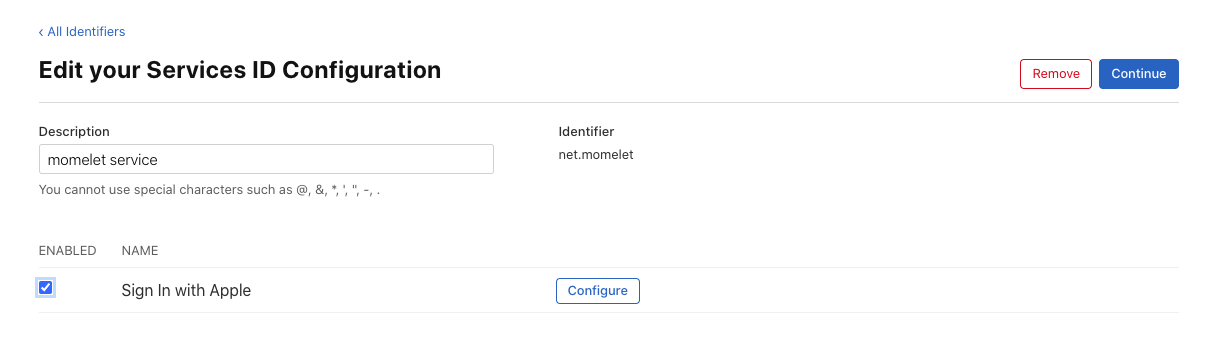 ‹ All Identifiers
Edit your Services ID Configuration
Remove
Continue
Description
Identifier
momelet service
net.momelet
You cannot use special characters such as @, &, *, ', ", -, .
ENABLED NAME
Sign In with Apple
Configure